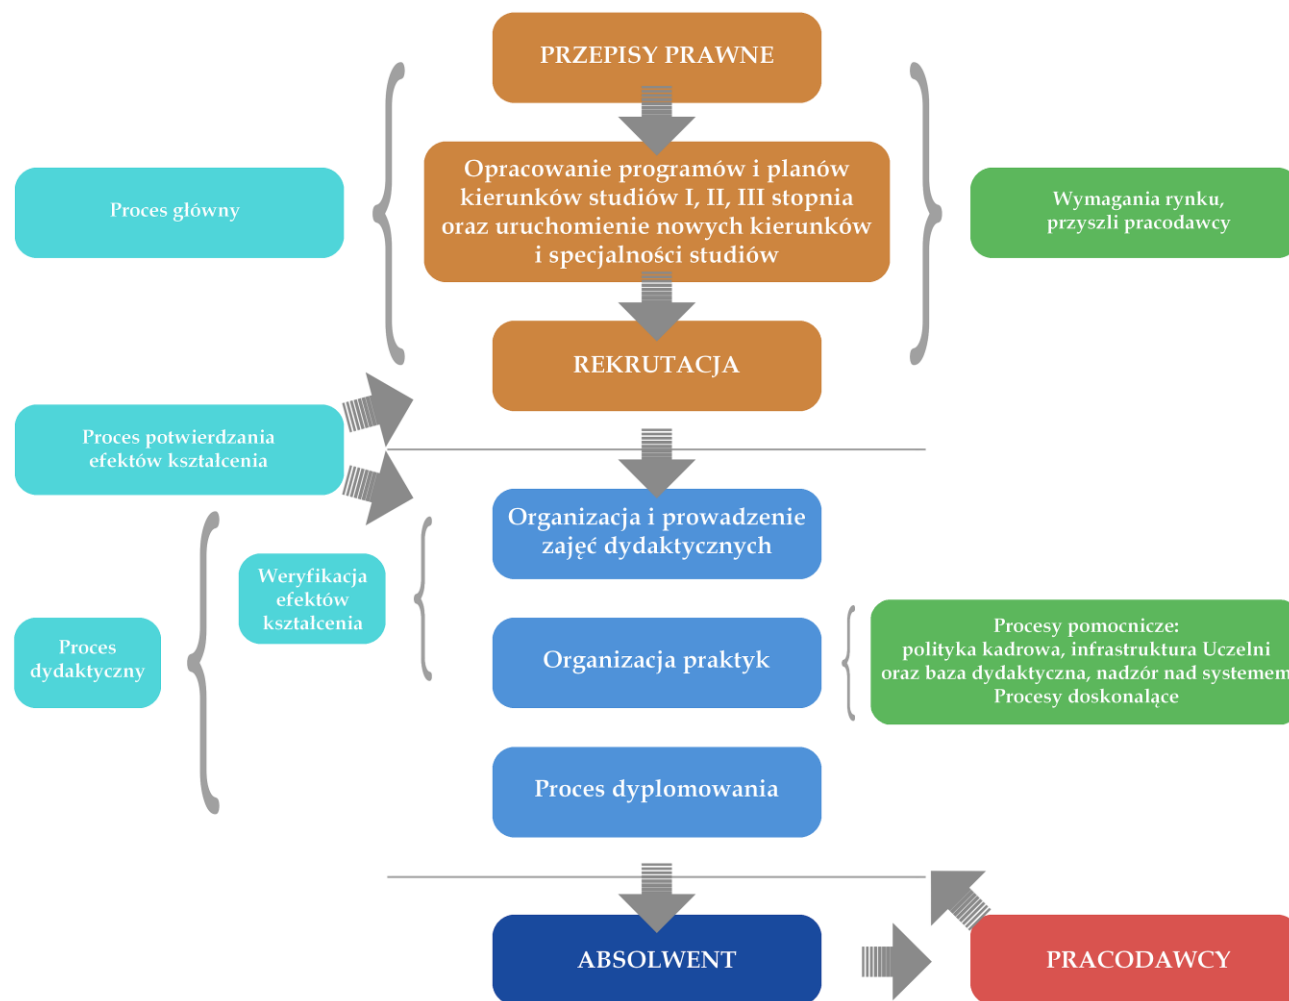 PRZEPISY PRAWNE
Opracowanie programów i planów
kierunków studiów I, II, III stopnia
oraz uruchomienie nowych kierunków
i specjalności studiów
Proces główny
Wymagania rynku,
przyszli pracodawcy
REKRUTACJA
Proces potwierdzania
efektów kształcenia
Organizacja i prowadzenie
zajęć dydaktycznych
Weryfikacja
efektów
kształcenia
Proces
dydaktyczny
Organizacja praktyk
Procesy pomocnicze:
polityka kadrowa, infrastruktura Uczelni
oraz baza dydaktyczna, nadzór nad systemem
Procesy doskonalące
Proces dyplomowania
ABSOLWENT
PRACODAWCY